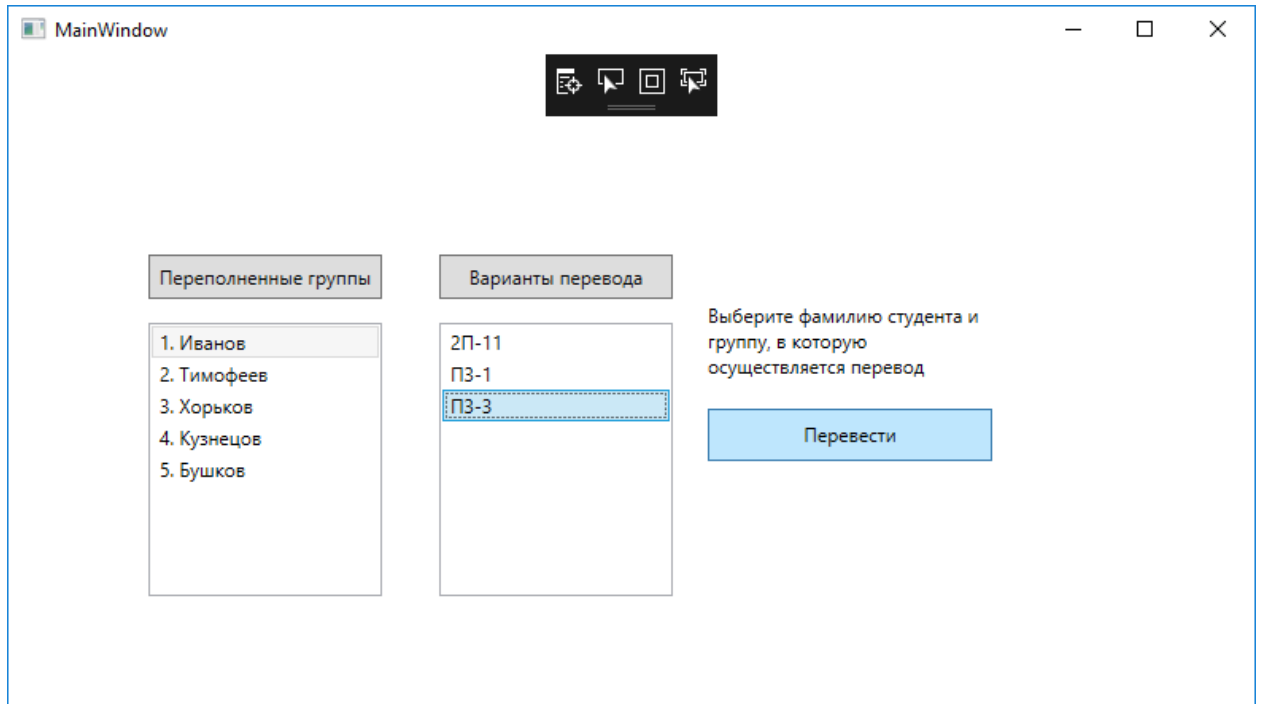 MainWindow
Переполненные группы
Варианты перевода
1. Иванов
2. Тимофеев
3. Хорьков
4. Кузнецов
5. Бушков
2П-11
П3-1
П3-3
Выберите фамилию студента и
группу, в которую
осуществляется перевод
Перевести